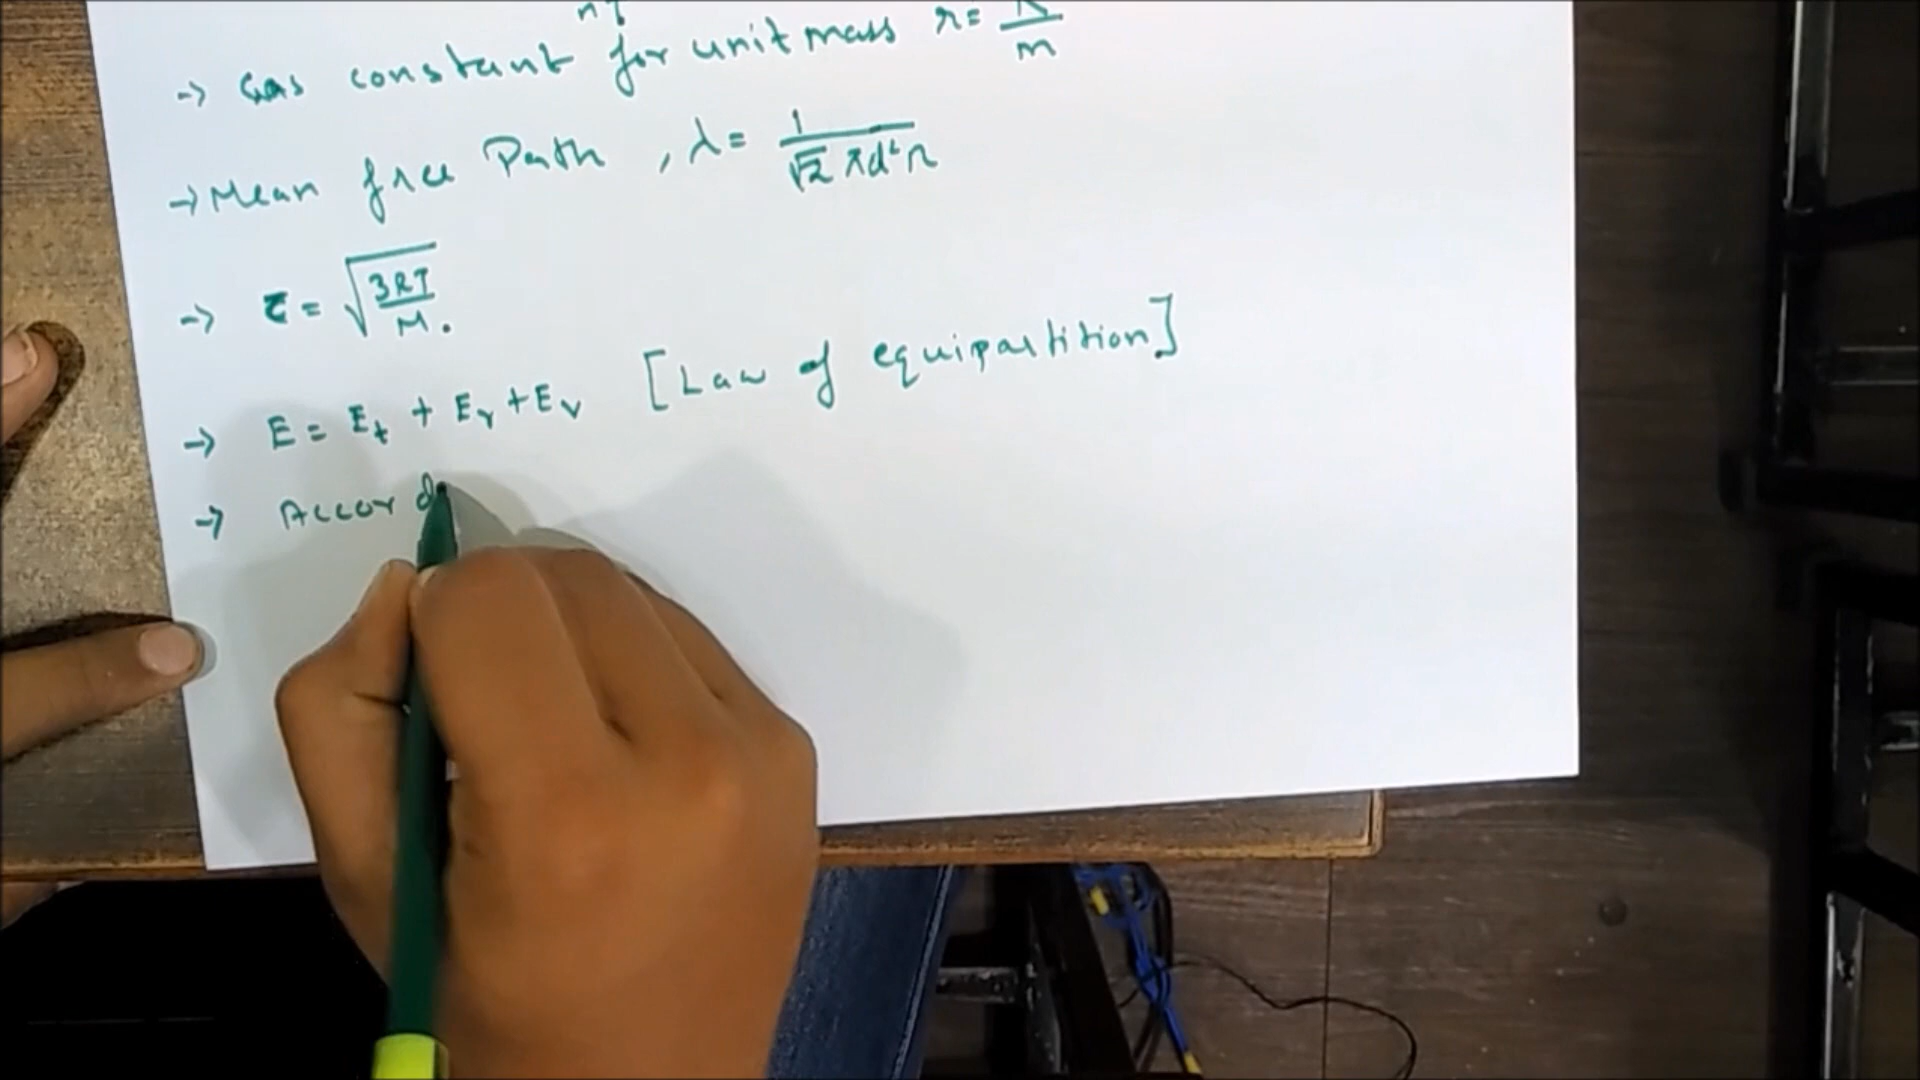 nT
→ Gas constant for unit mass r = R/m
→ Mean free Path, λ = 1/√2 πd²n
→ c̅ = √3RT/M.
→ E = Et + Er + Ev [Law of equipartition]
→ Accord